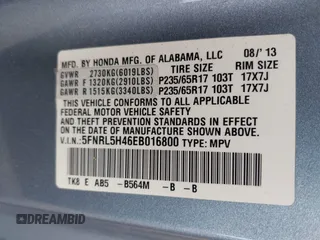 MFD. BY HONDA MFG. OF ALABAMA, LLC 08/'13
GVWR 2730KG(6019LBS) TIRE SIZE RIM SIZE
GAWR F 1320KG(2910LBS) P235/65R17 103T 17X7J
GAWR R 1515KG(3340LBS) P235/65R17 103T 17X7J
THIS VEHICLE CONFORMS TO ALL APPLICABLE
FEDERAL MOTOR VEHICLE SAFETY AND THEFT PREVENTION STANDARDS
IN EFFECT ON THE DATE OF MANUFACTURE SHOWN ABOVE.
V.I.N.: 5FNRL5H46EB016800 TYPE: MPV
TK8 E AB5 - B564M -B -B
DREAMBID